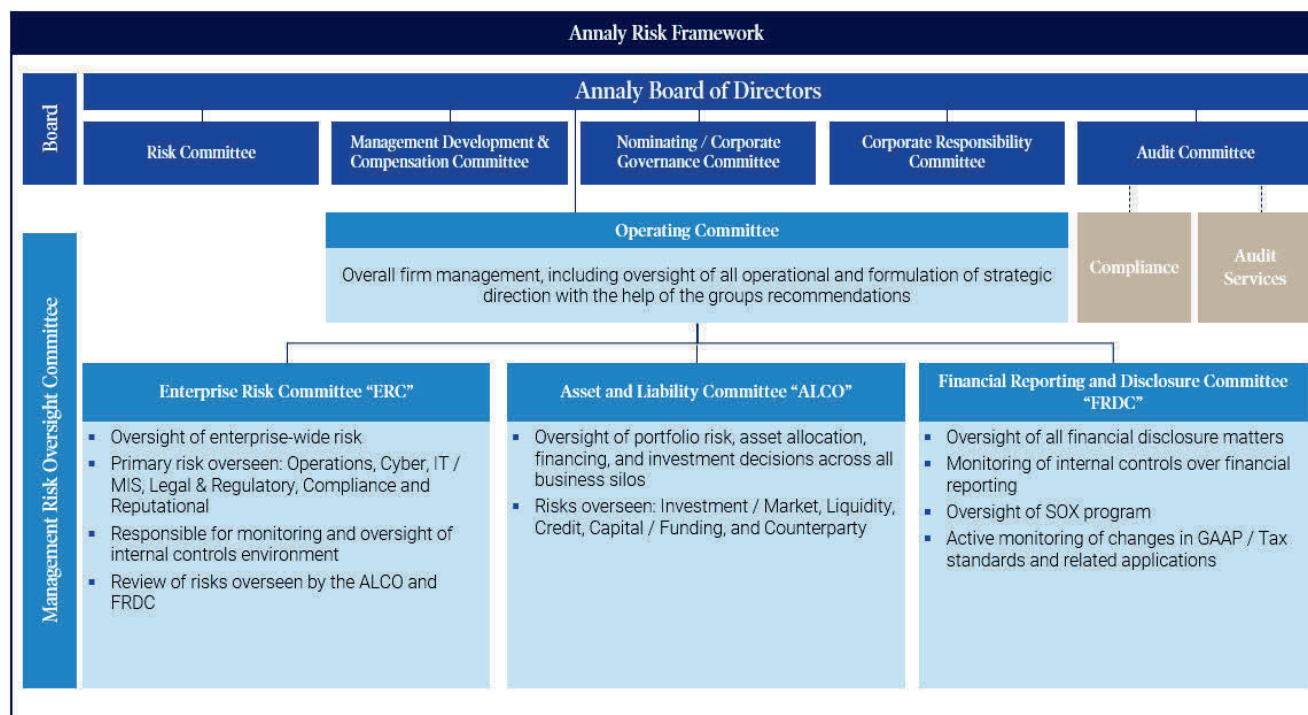 Annaly Risk Framework
Board
Annaly Board of Directors
Risk Committee
Management Development &
Compensation Committee
Nominating / Corporate
Governance Committee
Corporate Responsibility
Committee
Audit Committee
Management Risk Oversight Committee
Operating Committee
Overall firm management, including oversight of all operational and formulation of strategic
direction with the help of the groups recommendations
Compliance
Audit
Services
Enterprise Risk Committee “ERC”
▪ Oversight of enterprise-wide risk
▪ Primary risk overseen: Operations, Cyber, IT /
MIS, Legal & Regulatory, Compliance and
Reputational
▪ Responsible for monitoring and oversight of
internal controls environment
▪ Review of risks overseen by the ALCO and
FRDC
Asset and Liability Committee “ALCO”
▪ Oversight of portfolio risk, asset allocation,
financing, and investment decisions across all
business silos
▪ Risks overseen: Investment / Market, Liquidity,
Credit, Capital / Funding, and Counterparty
Financial Reporting and Disclosure Committee
“FRDC”
▪ Oversight of all financial disclosure matters
▪ Monitoring of internal controls over financial
reporting
▪ Oversight of SOX program
▪ Active monitoring of changes in GAAP / Tax
standards and related applications